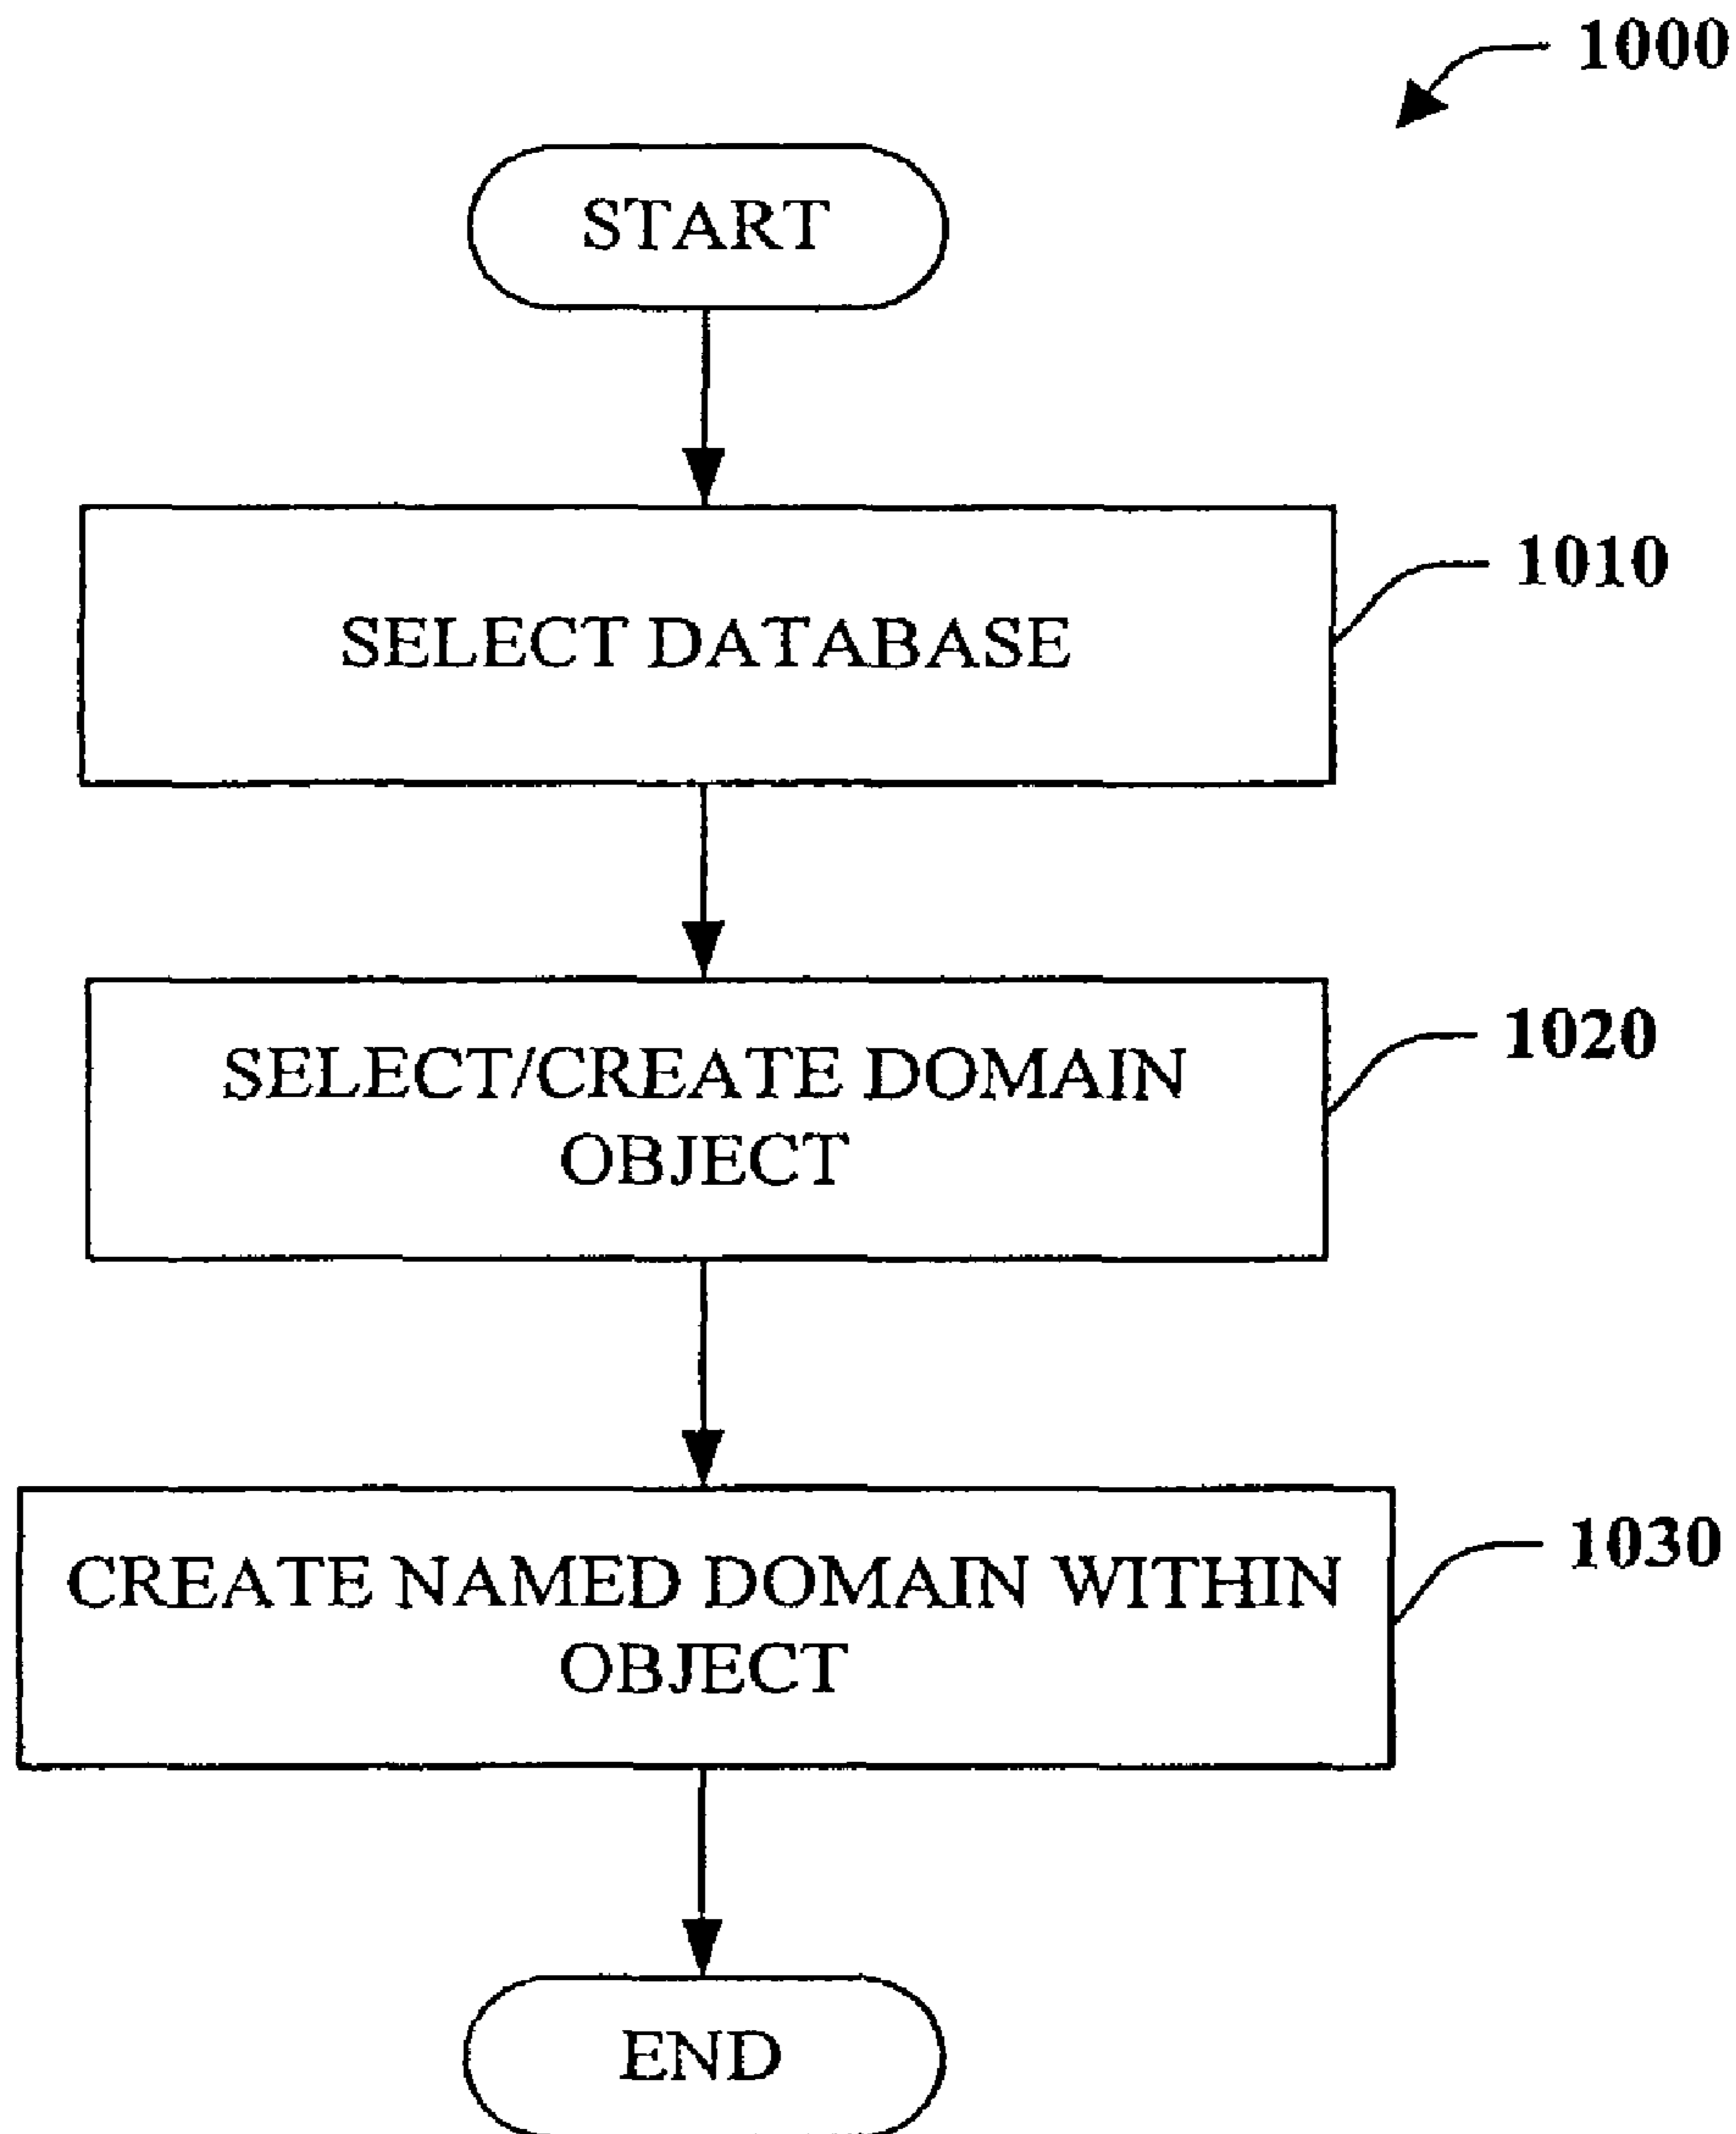 1000
START
SELECT DATABASE
1010
SELECT/CREATE DOMAIN
OBJECT
1020
CREATE NAMED DOMAIN WITHIN
OBJECT
1030
END